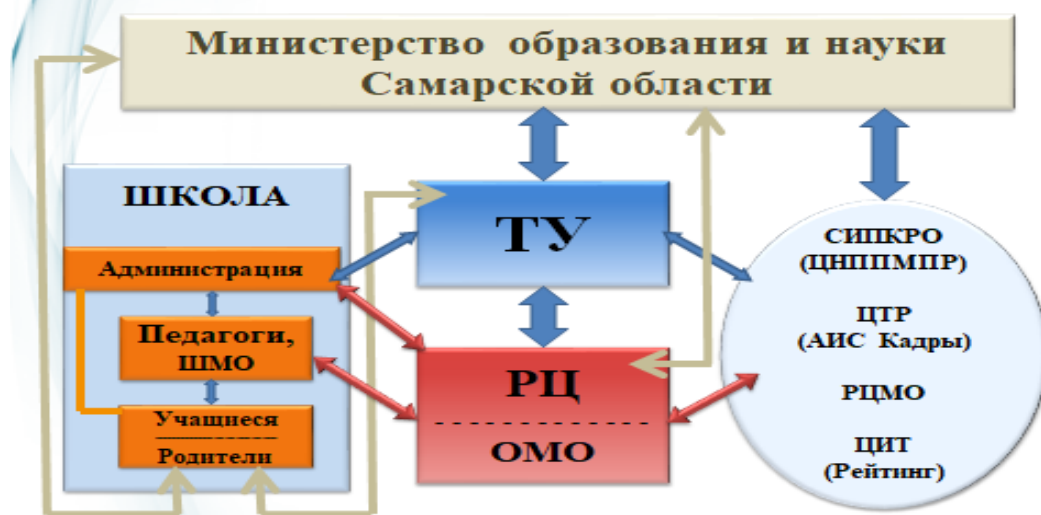 Министерство образования и науки
Самарской области
ШКОЛА
Администрация
Педагоги,
ШМО
Учащиеся
Родители
ТУ
РЦ
ОМО
СИПКРО
(ЦНППМПР)
ЦТР
(АИС Кадры)
РЦМО
ЦИТ
(Рейтинг)